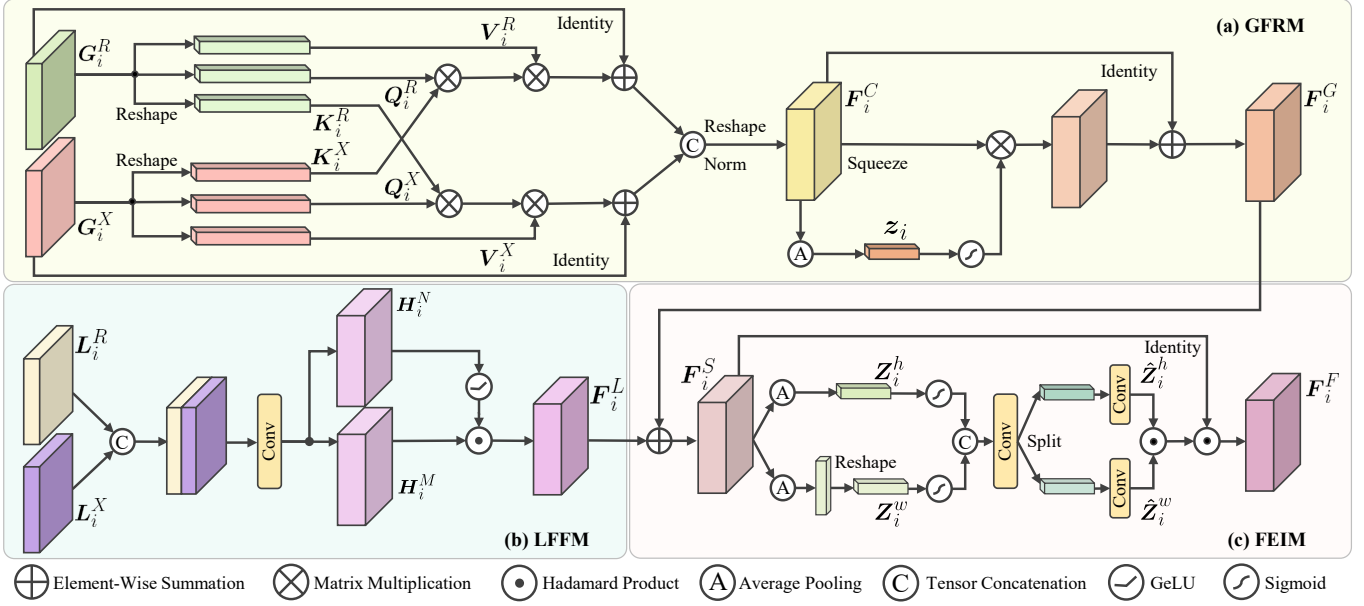 (a) GFRM
G_i^R
Reshape
V_i^R
Identity
Q_i^R
K_i^R
Reshape
K_i^X
Q_i^X
G_i^X
V_i^X
Identity
C
Reshape
Norm
F_i^C
Squeeze
A
z_i
Identity
F_i^G
L_i^R
L_i^X
C
Conv
H_i^N
H_i^M
F_i^L
(b) LFFM
F_i^S
A
Z_i^h
A
Reshape
Z_i^w
C
Conv
Split
Identity
Ẑ_i^h
Conv
Conv
Ẑ_i^w
F_i^F
(c) FEIM
Element-Wise Summation
Matrix Multiplication
Hadamard Product
A Average Pooling
C Tensor Concatenation
GeLU
Sigmoid